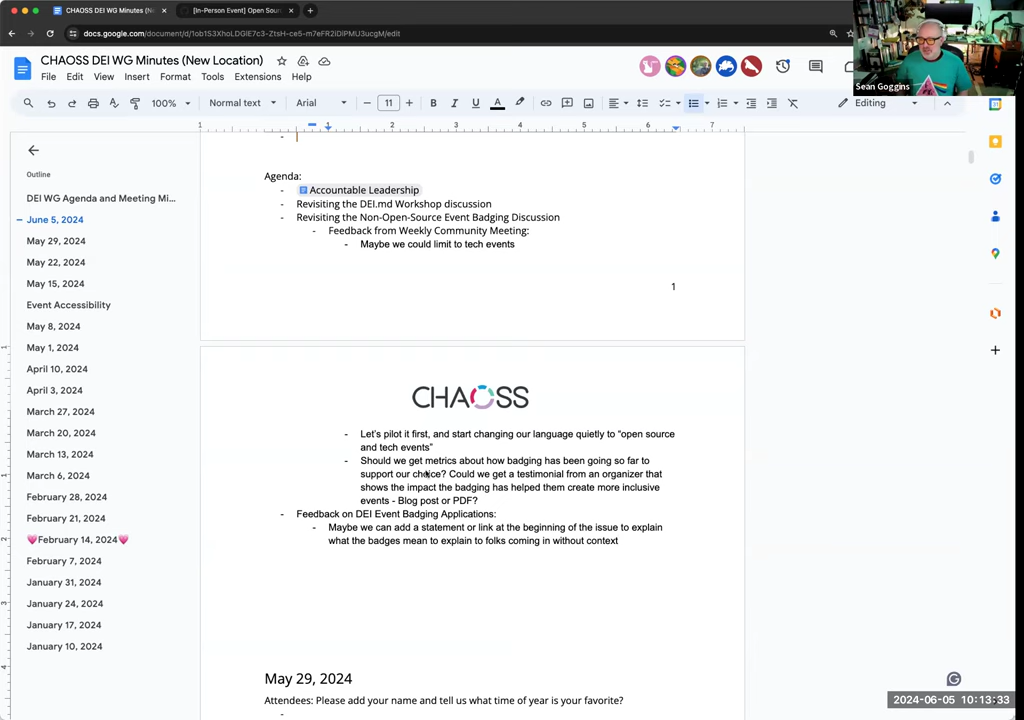 CHAOSS DEI WG Minutes (N
[In-Person Event] Open Sour
docs.google.com/document/d/1ob1S3XhoLDGIE7c3-ZtsH-ce5-m7eFR2iDiPMU3ucgM/edit
CHAOSS DEI WG Minutes (New Location)
File Edit View Insert Format Tools Extensions Help
100% Normal text Arial 11 B I U A Editing
Sean Goggins
1 1 2 3 4 5 6 7
Outline
DEI WG Agenda and Meeting Mi...
June 5, 2024
May 29, 2024
May 22, 2024
May 15, 2024
Event Accessibility
May 8, 2024
May 1, 2024
April 10, 2024
April 3, 2024
March 27, 2024
March 20, 2024
March 13, 2024
March 6, 2024
February 28, 2024
February 21, 2024
💗February 14, 2024💗
February 7, 2024
January 31, 2024
January 24, 2024
January 17, 2024
January 10, 2024
Agenda:
- Accountable Leadership
- Revisiting the DEI.md Workshop discussion
- Revisiting the Non-Open-Source Event Badging Discussion
- Feedback from Weekly Community Meeting:
- Maybe we could limit to tech events
1
CHAOSS
- Let's pilot it first, and start changing our language quietly to "open source
and tech events"
- Should we get metrics about how badging has been going so far to
support our choice? Could we get a testimonial from an organizer that
shows the impact the badging has helped them create more inclusive
events - Blog post or PDF?
- Feedback on DEI Event Badging Applications:
- Maybe we can add a statement or link at the beginning of the issue to explain
what the badges mean to explain to folks coming in without context
May 29, 2024
Attendees: Please add your name and tell us what time of year is your favorite?
-
2024-06-05 10:13:33